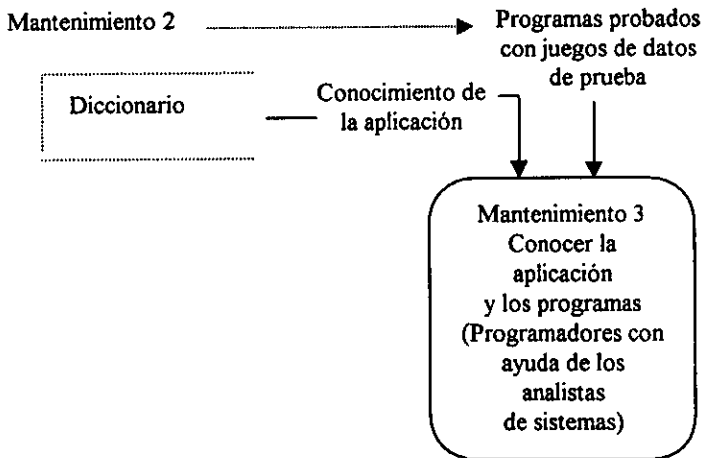 Mantenimiento 2
Programas probados
con juegos de datos
de prueba
Diccionario
Conocimiento de
la aplicación
Mantenimiento 3
Conocer la
aplicación
y los programas
(Programadores con
ayuda de los
analistas
de sistemas)